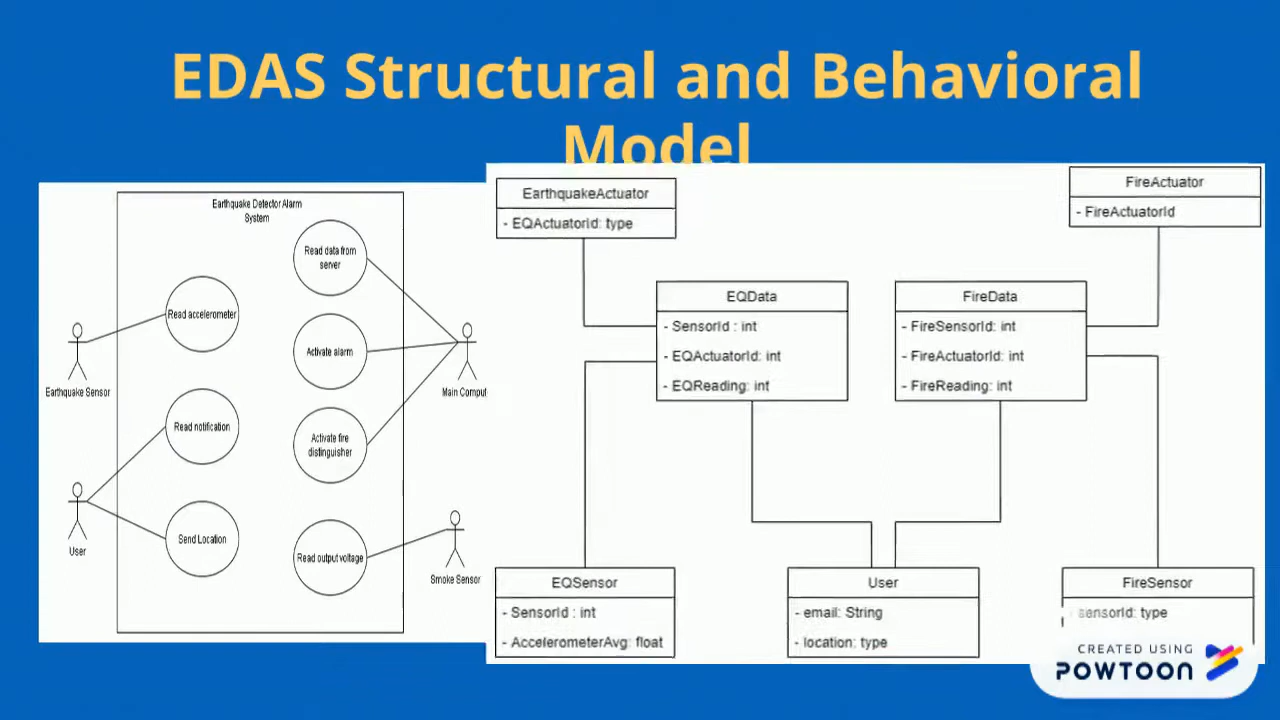 EDAS Structural and Behavioral
Model
Earthquake Detector Alarm
System
Read data from
server
Read accelerometer
Activate alarm
Earthquake Sensor
Main Comput
Read notification
Activate fire
distinguisher
User
Send Location
Read output voltage
Smoke Sensor
EarthquakeActuator
- EQActuatorId: type
FireActuator
- FireActuatorId
EQData
- SensorId : int
- EQActuatorId: int
- EQReading: int
FireData
- FireSensorId: int
- FireActuatorId: int
- FireReading: int
EQSensor
- SensorId : int
- AccelerometerAvg: float
User
- email: String
- location: type
FireSensor
sensorId: type
CREATED USING
POWTOON